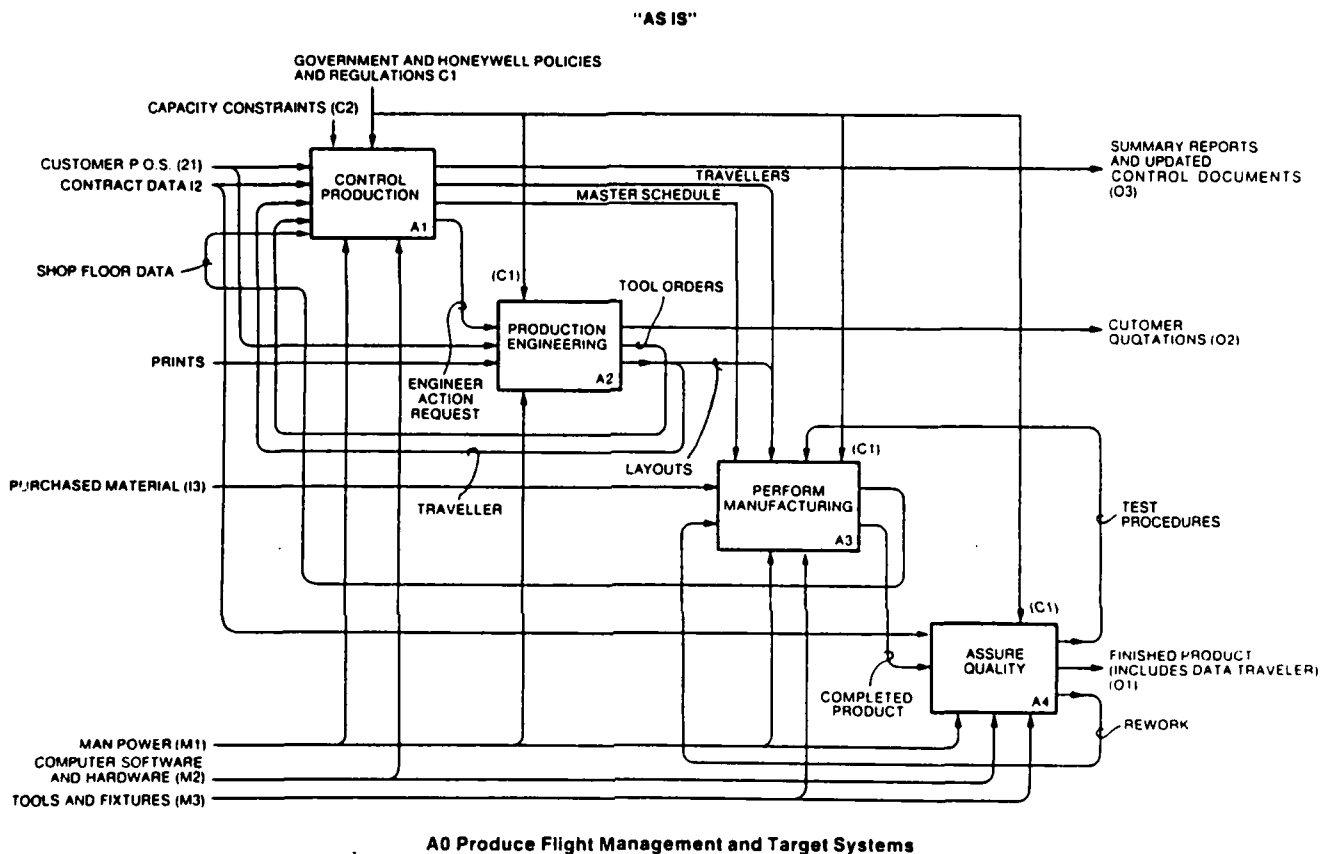 "AS IS"
GOVERNMENT AND HONEYWELL POLICIES
AND REGULATIONS C1
CAPACITY CONSTRAINTS (C2)
CUSTOMER P.O.S. (21)
CONTRACT DATA I2
CONTROL
PRODUCTION
A1
TRAVELLERS
MASTER SCHEDULE
SUMMARY REPORTS
AND UPDATED
CONTROL DOCUMENTS
(O3)
SHOP FLOOR DATA
(C1)
TOOL ORDERS
PRODUCTION
ENGINEERING
A2
CUTOMER
QUQTATIONS (O2)
PRINTS
ENGINEER
ACTION
REQUEST
LAYOUTS
(C1)
PURCHASED MATERIAL (I3)
TRAVELLER
PERFORM
MANUFACTURING
A3
TEST
PROCEDURES
(C1)
ASSURE
QUALITY
A4
FINISHED PRODUCT
(INCLUDES DATA TRAVELER)
(O1)
COMPLETED
PRODUCT
REWORK
MAN POWER (M1)
COMPUTER SOFTWARE
AND HARDWARE (M2)
TOOLS AND FIXTURES (M3)
A0 Produce Flight Management and Target Systems